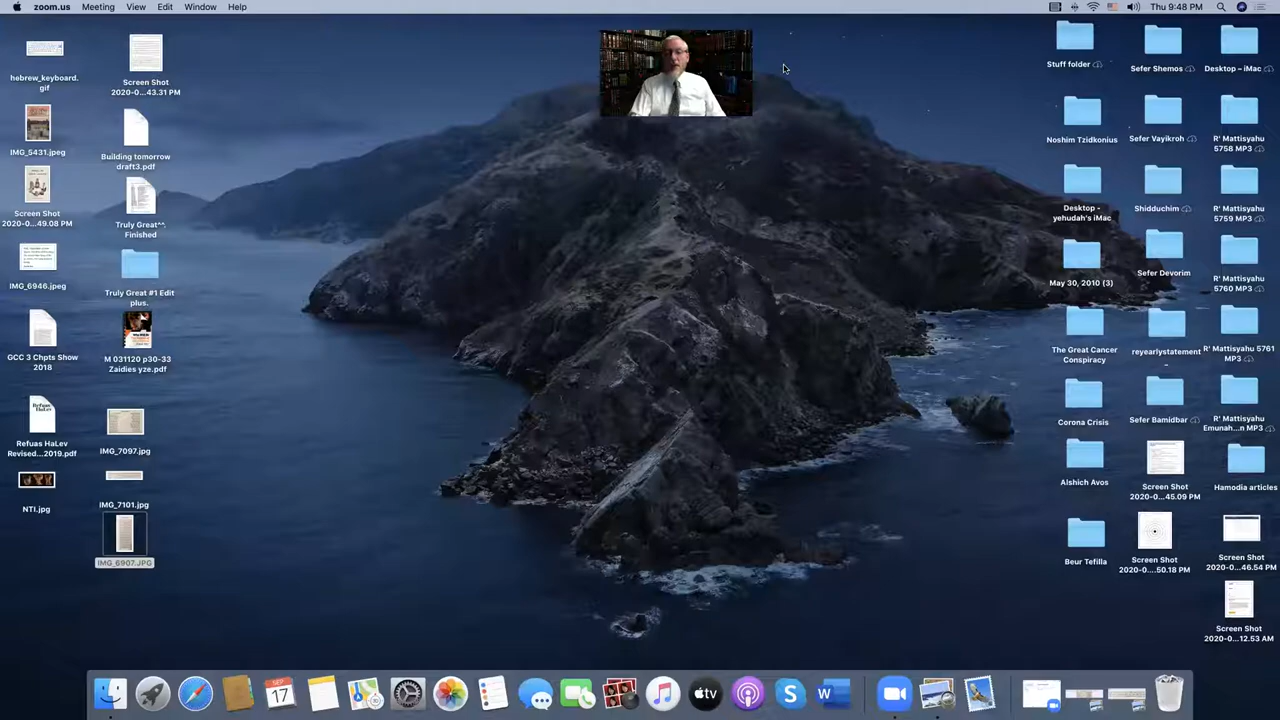 zoom.us Meeting View Edit Window Help
Thu 9:48 PM
hebrew_keyboard.
gif
Screen Shot
2020-0...43.31 PM
IMG_5431.jpeg
Building tomorrow
draft3.pdf
Screen Shot
2020-0...49.08 PM
Truly Great^^.
Finished
IMG_6946.jpeg
Truly Great #1 Edit
plus.
GCC 3 Chpts Show
2018
M 031120 p30-33
Zaidies yze.pdf
Refuas
HaLev
Refuas HaLev
Revised...2019.pdf
IMG_7097.jpg
NTI.jpg
IMG_7101.jpg
IMG_6907.JPG
Stuff folder
Sefer Shemos
Desktop – iMac
Noshim Tzidkonius
Sefer Vayikroh
R' Mattisyahu
5758 MP3
Desktop -
yehudah's iMac
Shidduchim
R' Mattisyahu
5759 MP3
May 30, 2010 (3)
Sefer Devorim
R' Mattisyahu
5760 MP3
The Great Cancer
Conspiracy
reyearlystatement
R' Mattisyahu 5761
MP3
Corona Crisis
Sefer Bamidbar
R' Mattisyahu
Emunah...n MP3
Alshich Avos
Screen Shot
2020-0...45.09 PM
Hamodia articles
Beur Tefilla
Screen Shot
2020-0...50.18 PM
Screen Shot
2020-0...46.54 PM
Screen Shot
2020-0...12.53 AM
SEP
17
tv
S
W